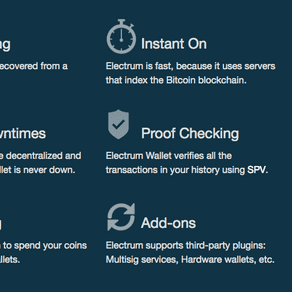 ng
Instant On
ecovered from a
Electrum is fast, because it uses servers
that index the Bitcoin blockchain.
wntimes
Proof Checking
e decentralized and
llet is never down.
Electrum Wallet verifies all the
transactions in your history using SPV.
g
Add-ons
to spend your coins
llets.
Electrum supports third-party plugins:
Multisig services, Hardware wallets, etc.